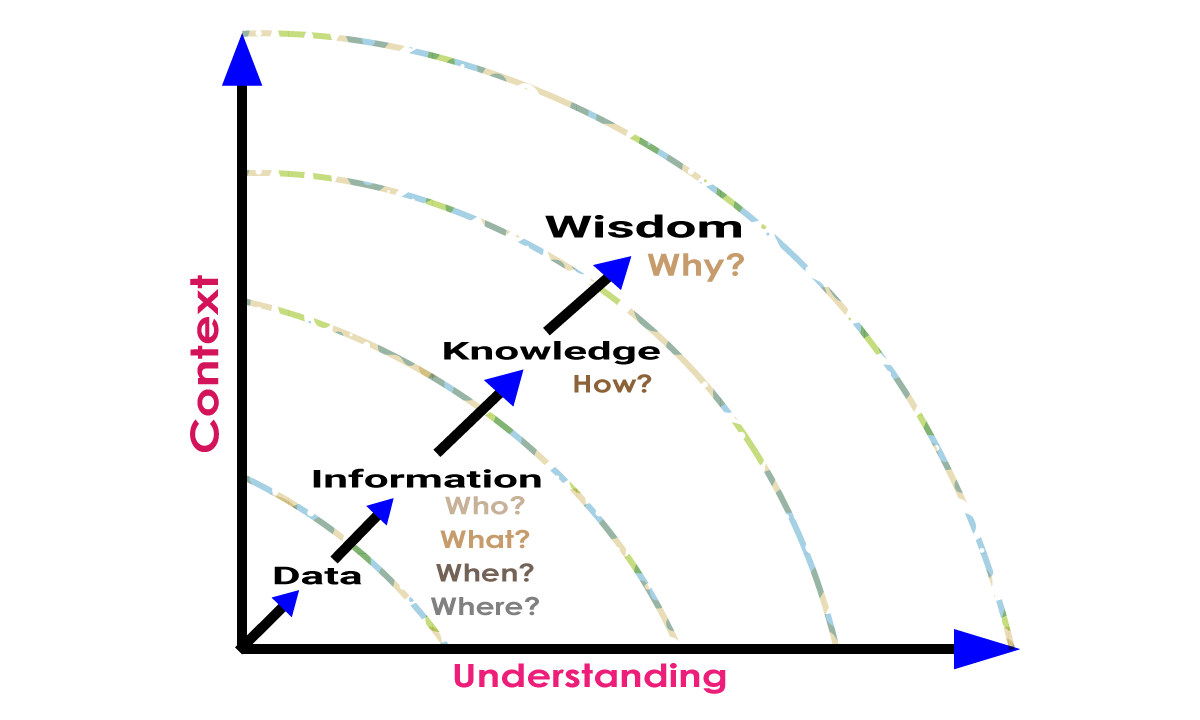 Wisdom
Why?
Knowledge
How?
Information
Who?
What?
When?
Where?
Data
Context
Understanding